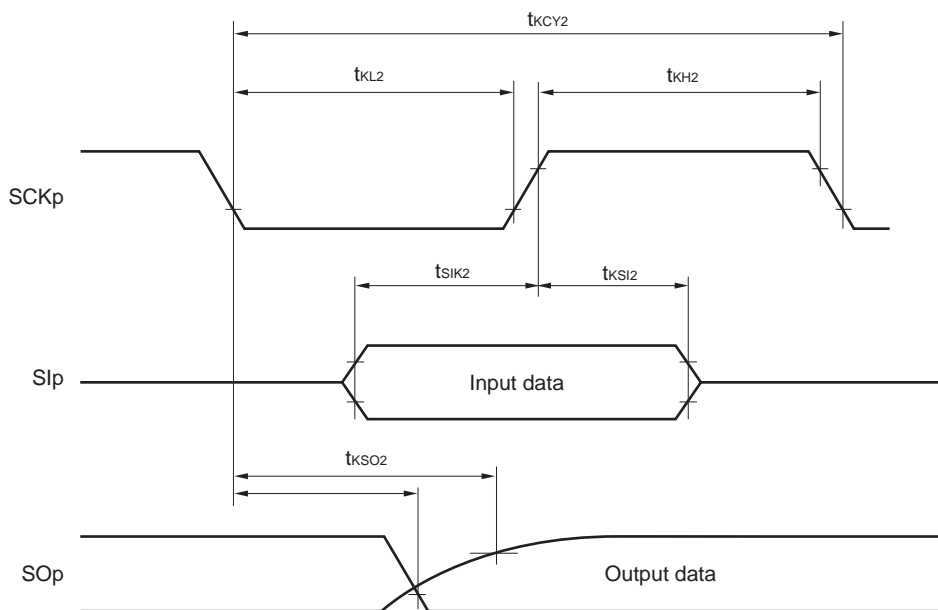 tKCY2
tKL2
tKH2
SCKp
tSIK2
tKSI2
SIp
Input data
tKSO2
SOp
Output data